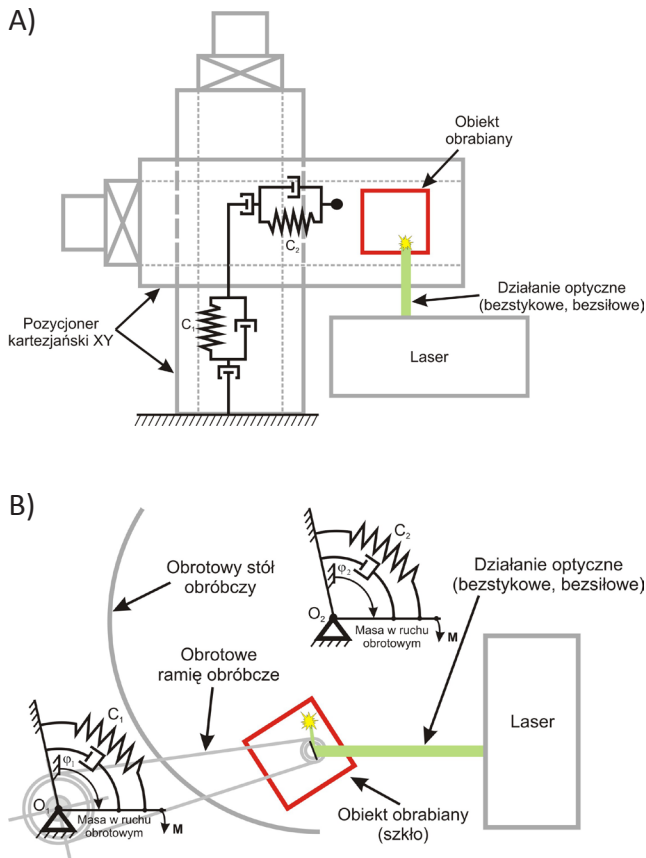 A)
Obiekt
obrabiany
C2
C1
Działanie optyczne
(bezstykowe, bezsiłowe)
Pozycjoner
kartezjański XY
Laser
B)
C2
Obrotowy stół
obróbczy
φ2
Działanie optyczne
(bezstykowe, bezsiłowe)
O2
Masa w ruchu
obrotowym
M
Obrotowe
ramię obróbcze
C1
Laser
φ1
O1
Masa w ruchu
obrotowym
M
Obiekt obrabiany
(szkło)